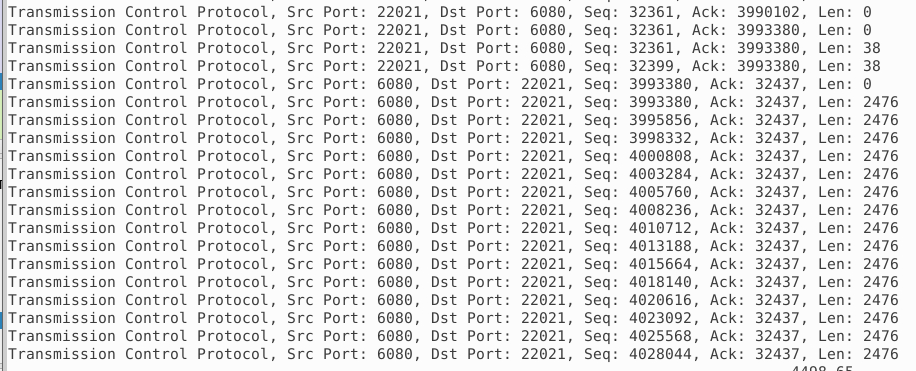 Transmission Control Protocol, Src Port: 22021, Dst Port: 6080, Seq: 32361, Ack: 3990102, Len: 0
Transmission Control Protocol, Src Port: 22021, Dst Port: 6080, Seq: 32361, Ack: 3993380, Len: 0
Transmission Control Protocol, Src Port: 22021, Dst Port: 6080, Seq: 32361, Ack: 3993380, Len: 38
Transmission Control Protocol, Src Port: 22021, Dst Port: 6080, Seq: 32399, Ack: 3993380, Len: 38
Transmission Control Protocol, Src Port: 6080, Dst Port: 22021, Seq: 3993380, Ack: 32437, Len: 0
Transmission Control Protocol, Src Port: 6080, Dst Port: 22021, Seq: 3993380, Ack: 32437, Len: 2476
Transmission Control Protocol, Src Port: 6080, Dst Port: 22021, Seq: 3995856, Ack: 32437, Len: 2476
Transmission Control Protocol, Src Port: 6080, Dst Port: 22021, Seq: 3998332, Ack: 32437, Len: 2476
Transmission Control Protocol, Src Port: 6080, Dst Port: 22021, Seq: 4000808, Ack: 32437, Len: 2476
Transmission Control Protocol, Src Port: 6080, Dst Port: 22021, Seq: 4003284, Ack: 32437, Len: 2476
Transmission Control Protocol, Src Port: 6080, Dst Port: 22021, Seq: 4005760, Ack: 32437, Len: 2476
Transmission Control Protocol, Src Port: 6080, Dst Port: 22021, Seq: 4008236, Ack: 32437, Len: 2476
Transmission Control Protocol, Src Port: 6080, Dst Port: 22021, Seq: 4010712, Ack: 32437, Len: 2476
Transmission Control Protocol, Src Port: 6080, Dst Port: 22021, Seq: 4013188, Ack: 32437, Len: 2476
Transmission Control Protocol, Src Port: 6080, Dst Port: 22021, Seq: 4015664, Ack: 32437, Len: 2476
Transmission Control Protocol, Src Port: 6080, Dst Port: 22021, Seq: 4018140, Ack: 32437, Len: 2476
Transmission Control Protocol, Src Port: 6080, Dst Port: 22021, Seq: 4020616, Ack: 32437, Len: 2476
Transmission Control Protocol, Src Port: 6080, Dst Port: 22021, Seq: 4023092, Ack: 32437, Len: 2476
Transmission Control Protocol, Src Port: 6080, Dst Port: 22021, Seq: 4025568, Ack: 32437, Len: 2476
Transmission Control Protocol, Src Port: 6080, Dst Port: 22021, Seq: 4028044, Ack: 32437, Len: 2476